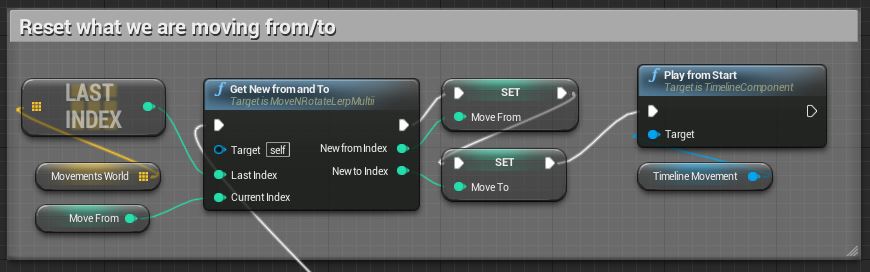 Reset what we are moving from/to
LAST
INDEX
Movements World
Move From
Get New from and To
Target is MoveNRotateLerpMultii
Target self
New from Index
Last Index
New to Index
Current Index
SET
Move From
SET
Move To
Play from Start
Target is TimelineComponent
Target
Timeline Movement